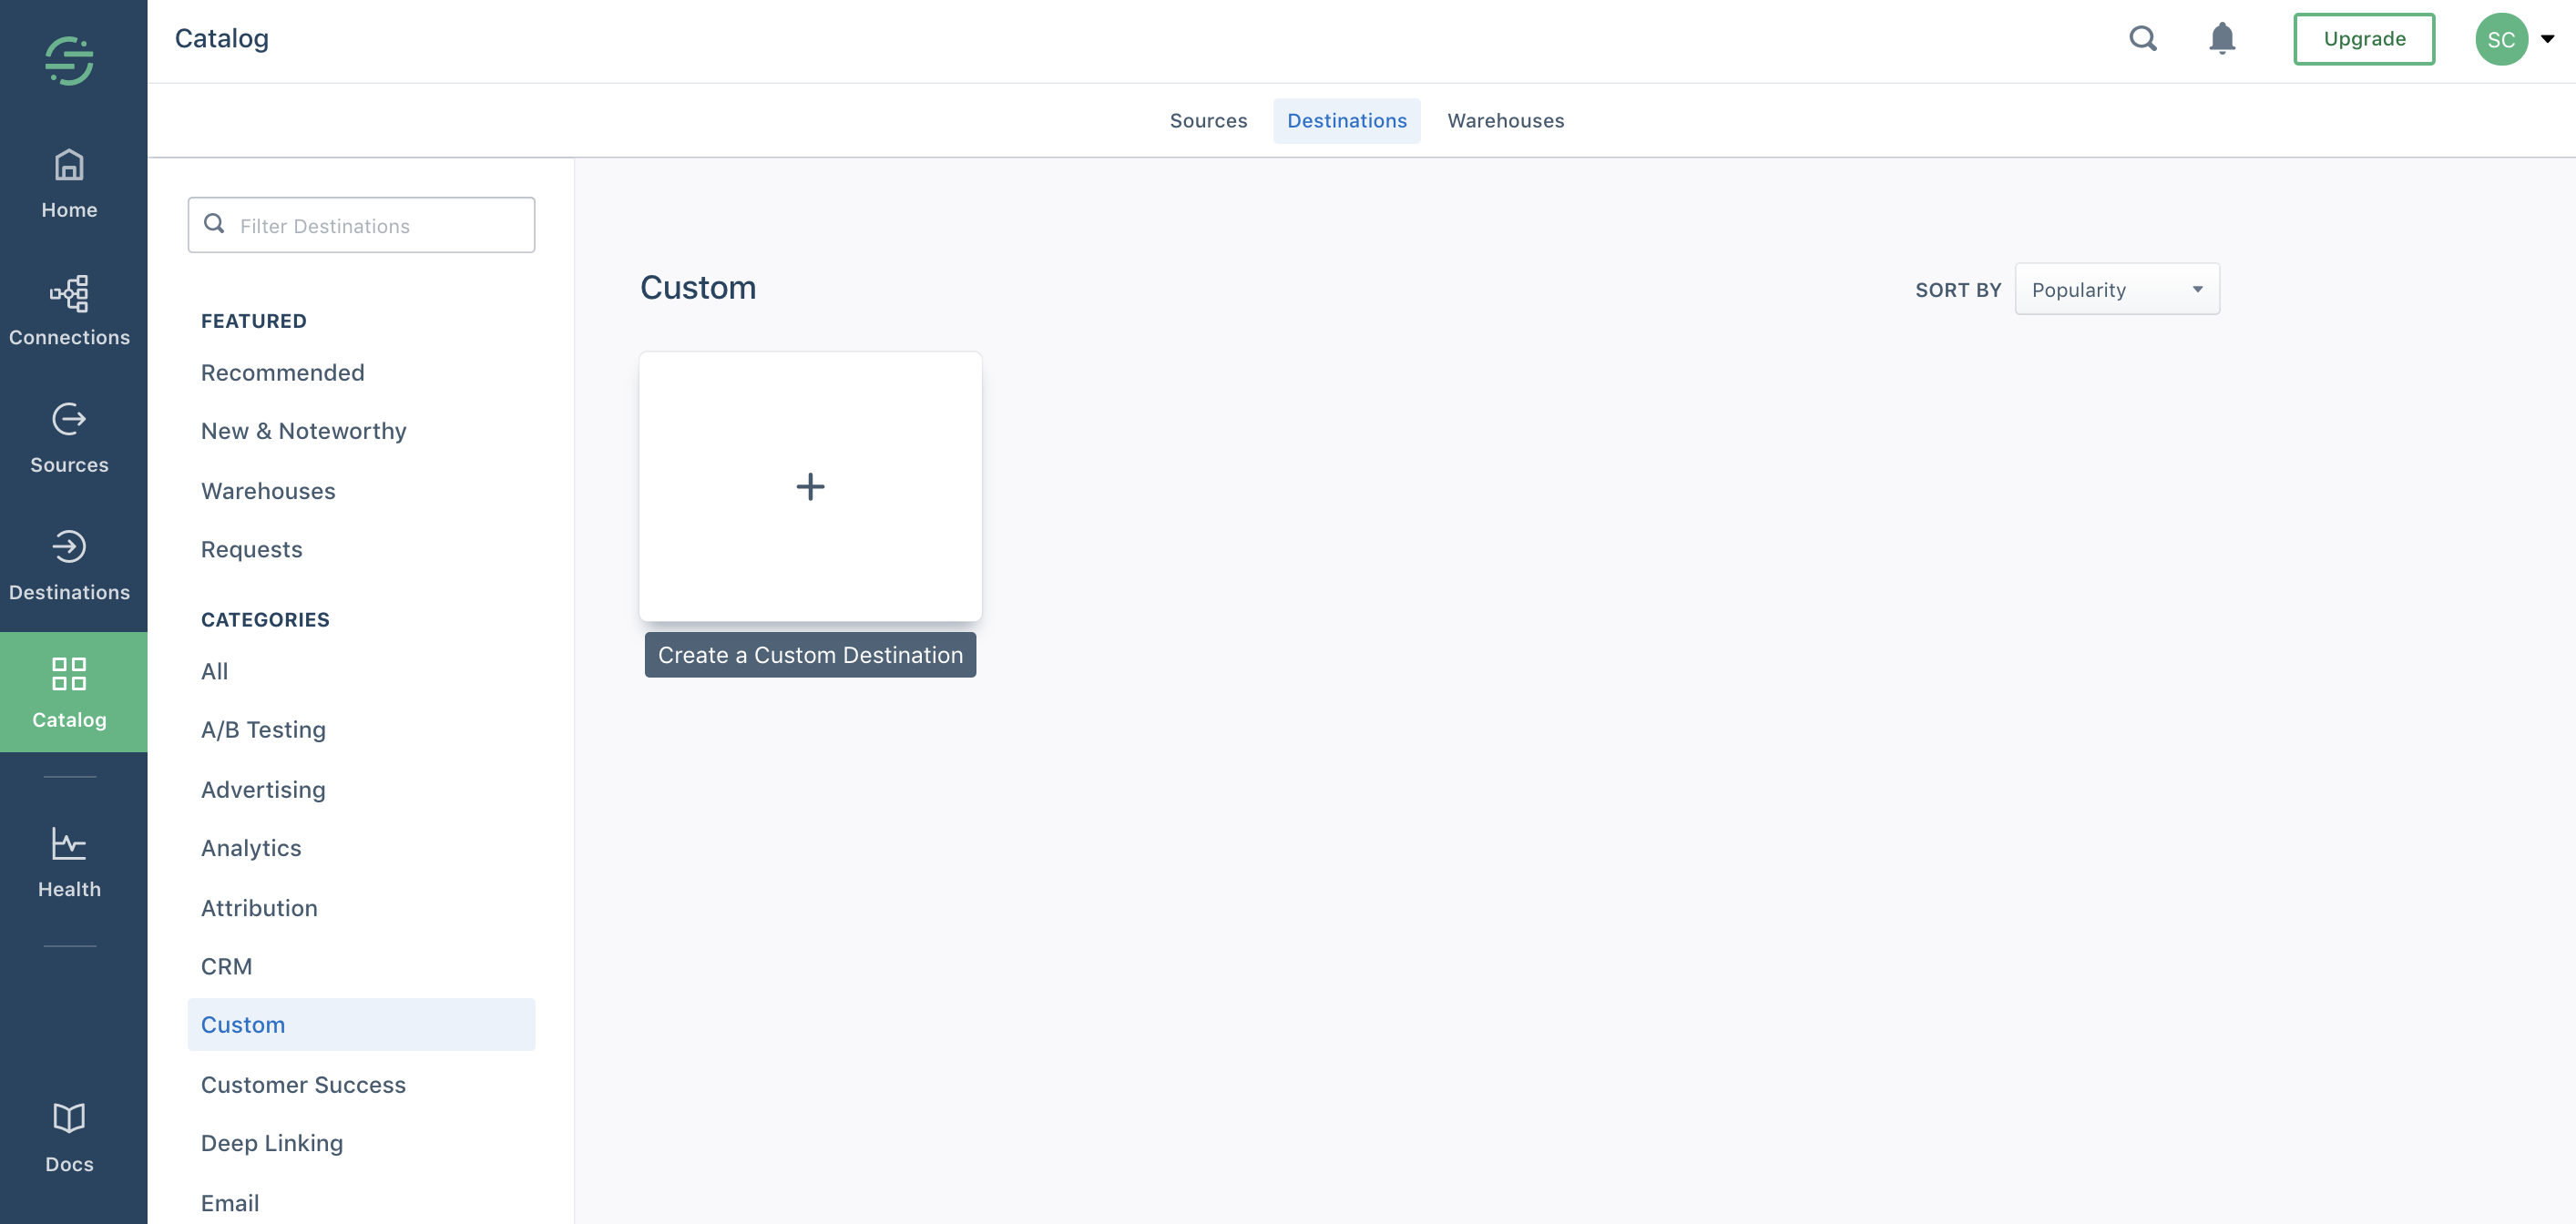 Catalog
Upgrade
SC
Sources
Destinations
Warehouses
Home
Connections
Sources
Destinations
Catalog
Health
Docs
Filter Destinations
FEATURED
Recommended
New & Noteworthy
Warehouses
Requests
CATEGORIES
All
A/B Testing
Advertising
Analytics
Attribution
CRM
Custom
Customer Success
Deep Linking
Email
Custom
SORT BY
Popularity
Create a Custom Destination